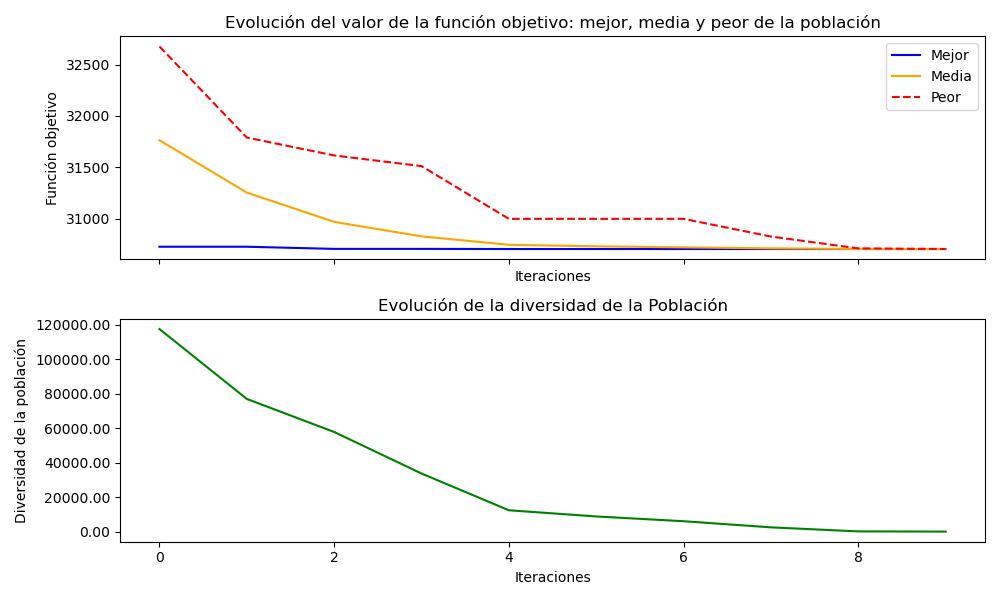 Evolución del valor de la función objetivo: mejor, media y peor de la población
Función objetivo
32500
32000
31500
31000
Mejor
Media
Peor
Iteraciones
Evolución de la diversidad de la Población
Diversidad de la población
120000.00
100000.00
80000.00
60000.00
40000.00
20000.00
0.00
0 2 4 6 8
Iteraciones